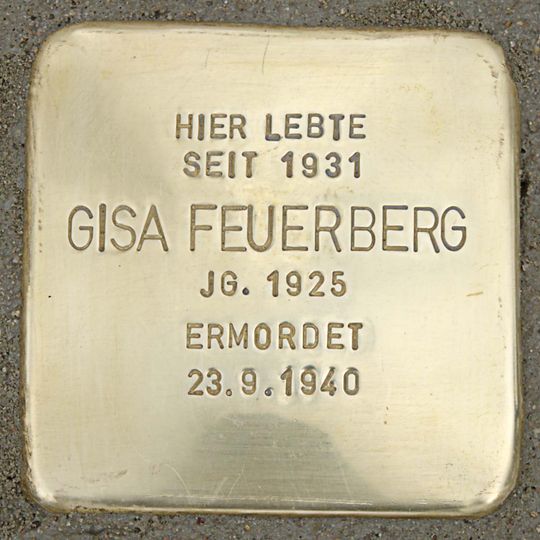 HIER LEBTE
SEIT 1931
GISA FEUERBERG
JG. 1925
ERMORDET
23.9.1940